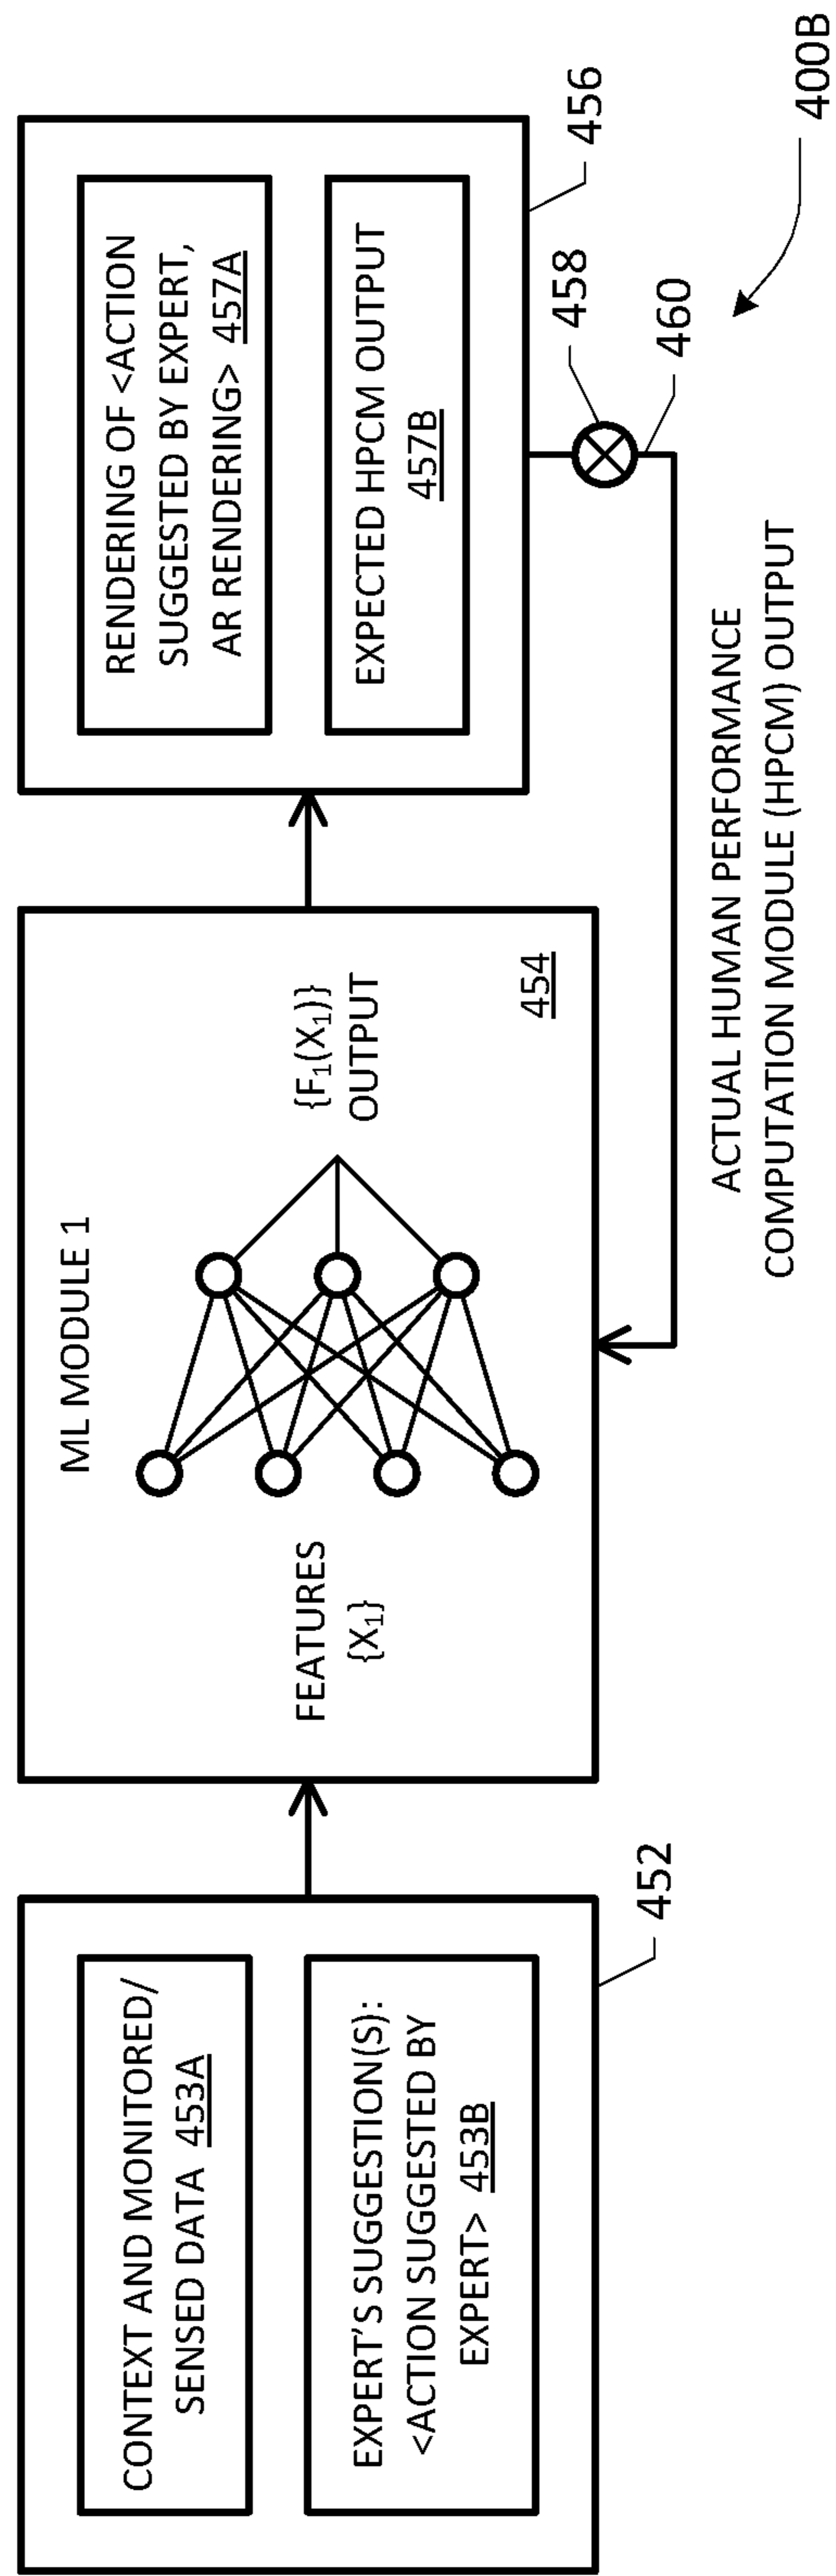 CONTEXT AND MONITORED/
SENSED DATA 453A
EXPERT'S SUGGESTION(S):
<ACTION SUGGESTED BY
EXPERT> 453B
452
ML MODULE 1
FEATURES
{X₁}
{F₁(X₁)}
OUTPUT
454
RENDERING OF <ACTION
SUGGESTED BY EXPERT,
AR RENDERING> 457A
EXPECTED HPCM OUTPUT
457B
456
458
460
ACTUAL HUMAN PERFORMANCE
COMPUTATION MODULE (HPCM) OUTPUT
400B